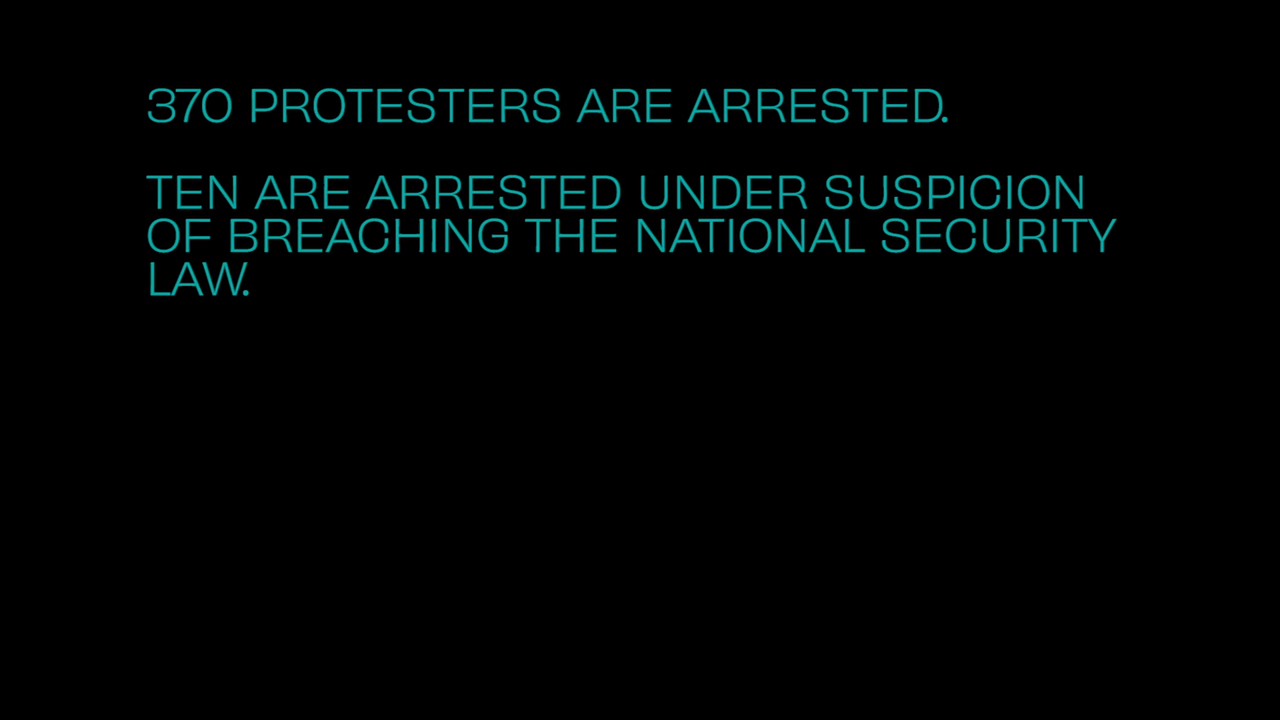 370 PROTESTERS ARE ARRESTED.
TEN ARE ARRESTED UNDER SUSPICION
OF BREACHING THE NATIONAL SECURITY
LAW.